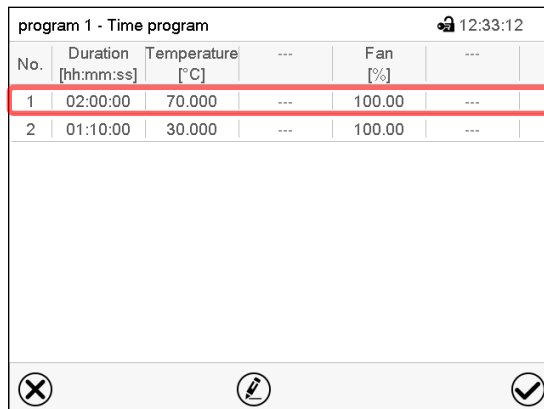 program 1 - Time program 12:33:12
No. Duration [hh:mm:ss] Temperature [°C] --- Fan [%] ---
1 02:00:00 70.000 --- 100.00 ---
2 01:10:00 30.000 --- 100.00 ---